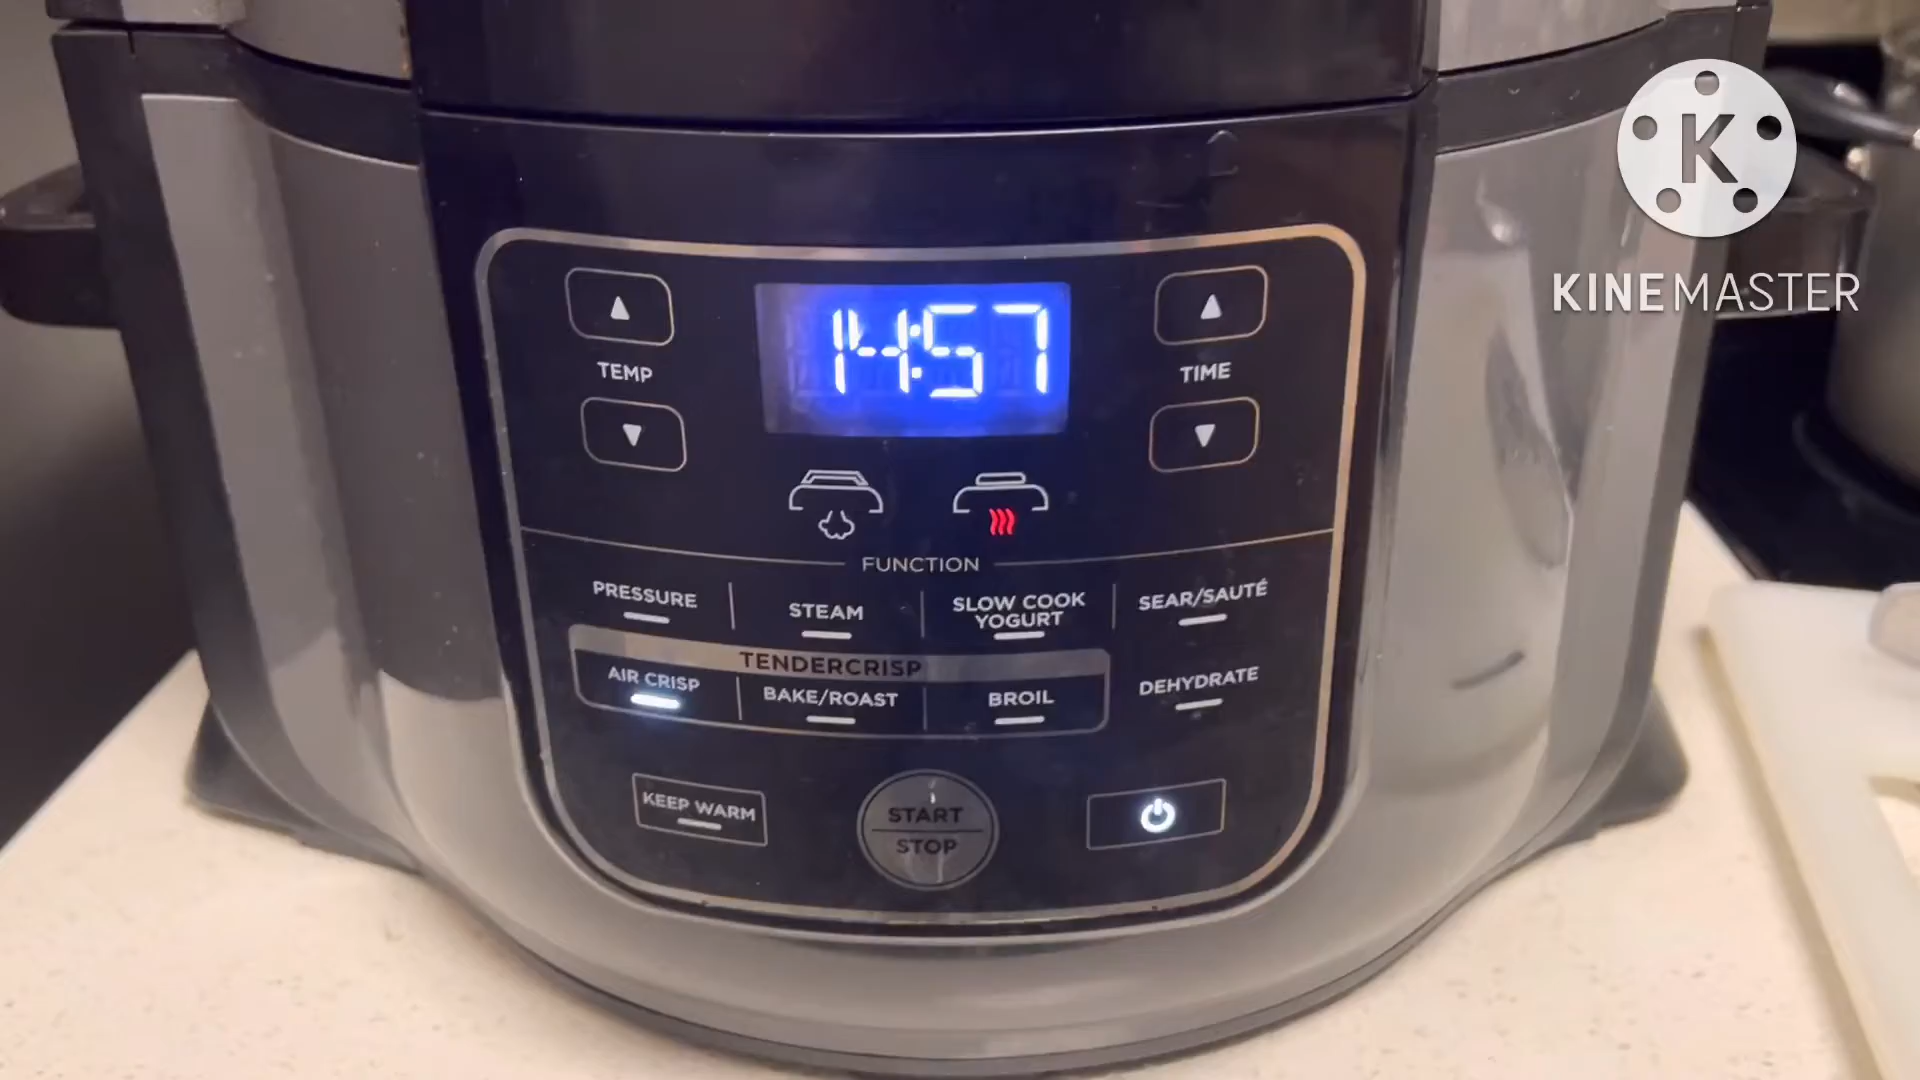 K
KINEMASTER
14:57
TEMP
TIME
FUNCTION
PRESSURE
STEAM
SLOW COOK
YOGURT
SEAR/SAUTÉ
TENDERCRISP
AIR CRISP
BAKE/ROAST
BROIL
DEHYDRATE
KEEP WARM
START
STOP